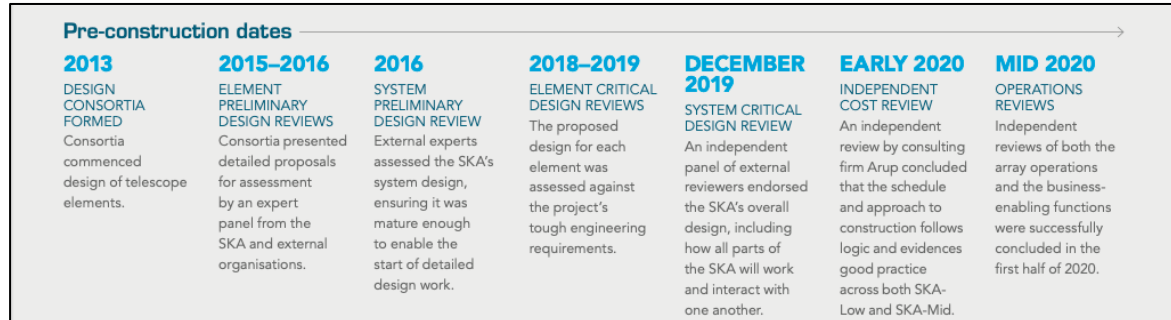 Pre-construction dates
2013
DESIGN
CONSORTIA
FORMED
Consortia
commenced
design of telescope
elements.
2015–2016
ELEMENT
PRELIMINARY
DESIGN REVIEWS
Consortia presented
detailed proposals
for assessment
by an expert
panel from the
SKA and external
organisations.
2016
SYSTEM
PRELIMINARY
DESIGN REVIEW
External experts
assessed the SKA's
system design,
ensuring it was
mature enough
to enable the
start of detailed
design work.
2018–2019
ELEMENT CRITICAL
DESIGN REVIEWS
The proposed
design for each
element was
assessed against
the project's
tough engineering
requirements.
DECEMBER
2019
SYSTEM CRITICAL
DESIGN REVIEW
An independent
panel of external
reviewers endorsed
the SKA's overall
design, including
how all parts of
the SKA will work
and interact with
one another.
EARLY 2020
INDEPENDENT
COST REVIEW
An independent
review by consulting
firm Arup concluded
that the schedule
and approach to
construction follows
logic and evidences
good practice
across both SKA-
Low and SKA-Mid.
MID 2020
OPERATIONS
REVIEWS
Independent
reviews of both the
array operations
and the business-
enabling functions
were successfully
concluded in the
first half of 2020.